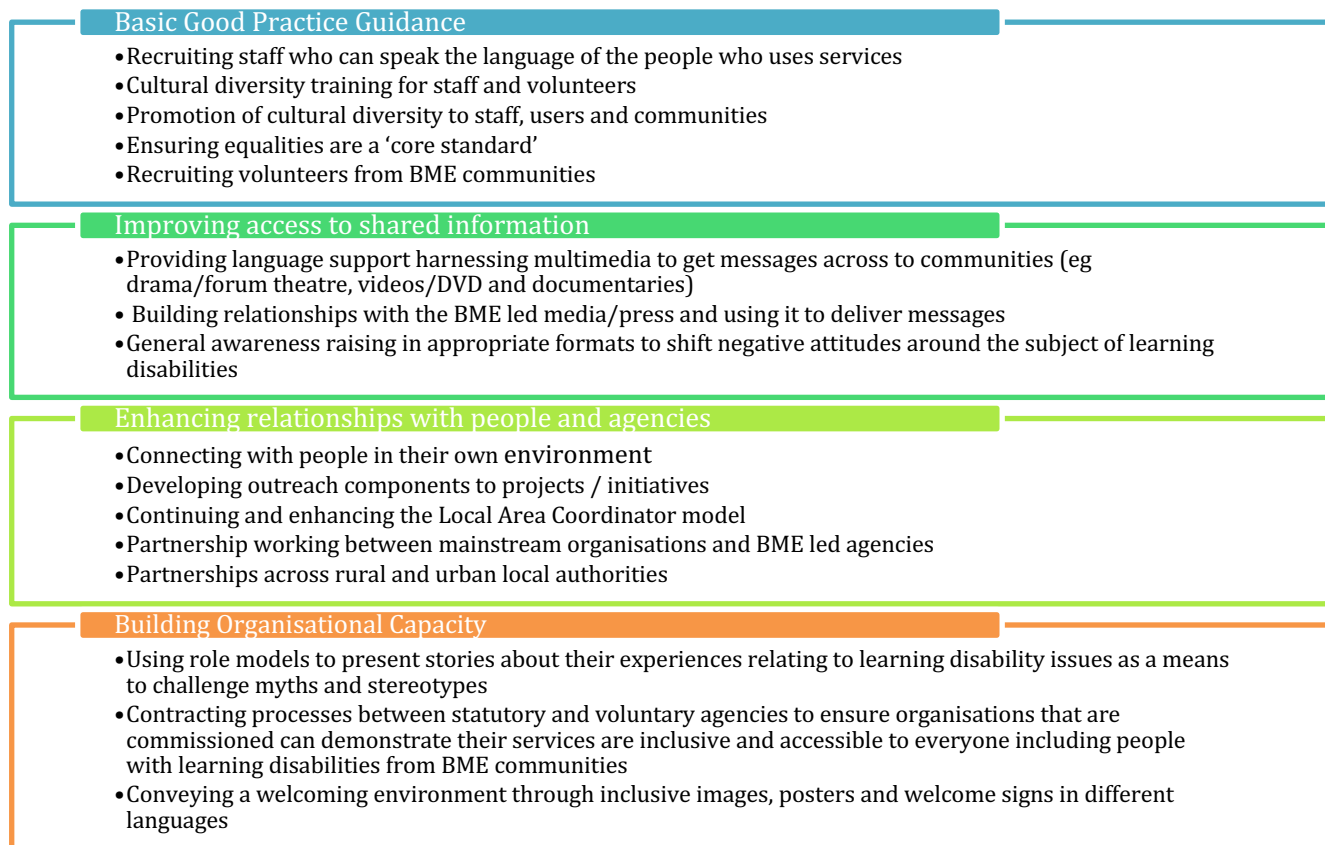 Basic Good Practice Guidance
•Recruiting staff who can speak the language of the people who uses services
•Cultural diversity training for staff and volunteers
•Promotion of cultural diversity to staff, users and communities
•Ensuring equalities are a ‘core standard’
•Recruiting volunteers from BME communities
Improving access to shared information
•Providing language support harnessing multimedia to get messages across to communities (eg
drama/forum theatre, videos/DVD and documentaries)
• Building relationships with the BME led media/press and using it to deliver messages
•General awareness raising in appropriate formats to shift negative attitudes around the subject of learning
disabilities
Enhancing relationships with people and agencies
•Connecting with people in their own environment
•Developing outreach components to projects / initiatives
•Continuing and enhancing the Local Area Coordinator model
•Partnership working between mainstream organisations and BME led agencies
•Partnerships across rural and urban local authorities
Building Organisational Capacity
•Using role models to present stories about their experiences relating to learning disability issues as a means
to challenge myths and stereotypes
•Contracting processes between statutory and voluntary agencies to ensure organisations that are
commissioned can demonstrate their services are inclusive and accessible to everyone including people
with learning disabilities from BME communities
•Conveying a welcoming environment through inclusive images, posters and welcome signs in different
languages